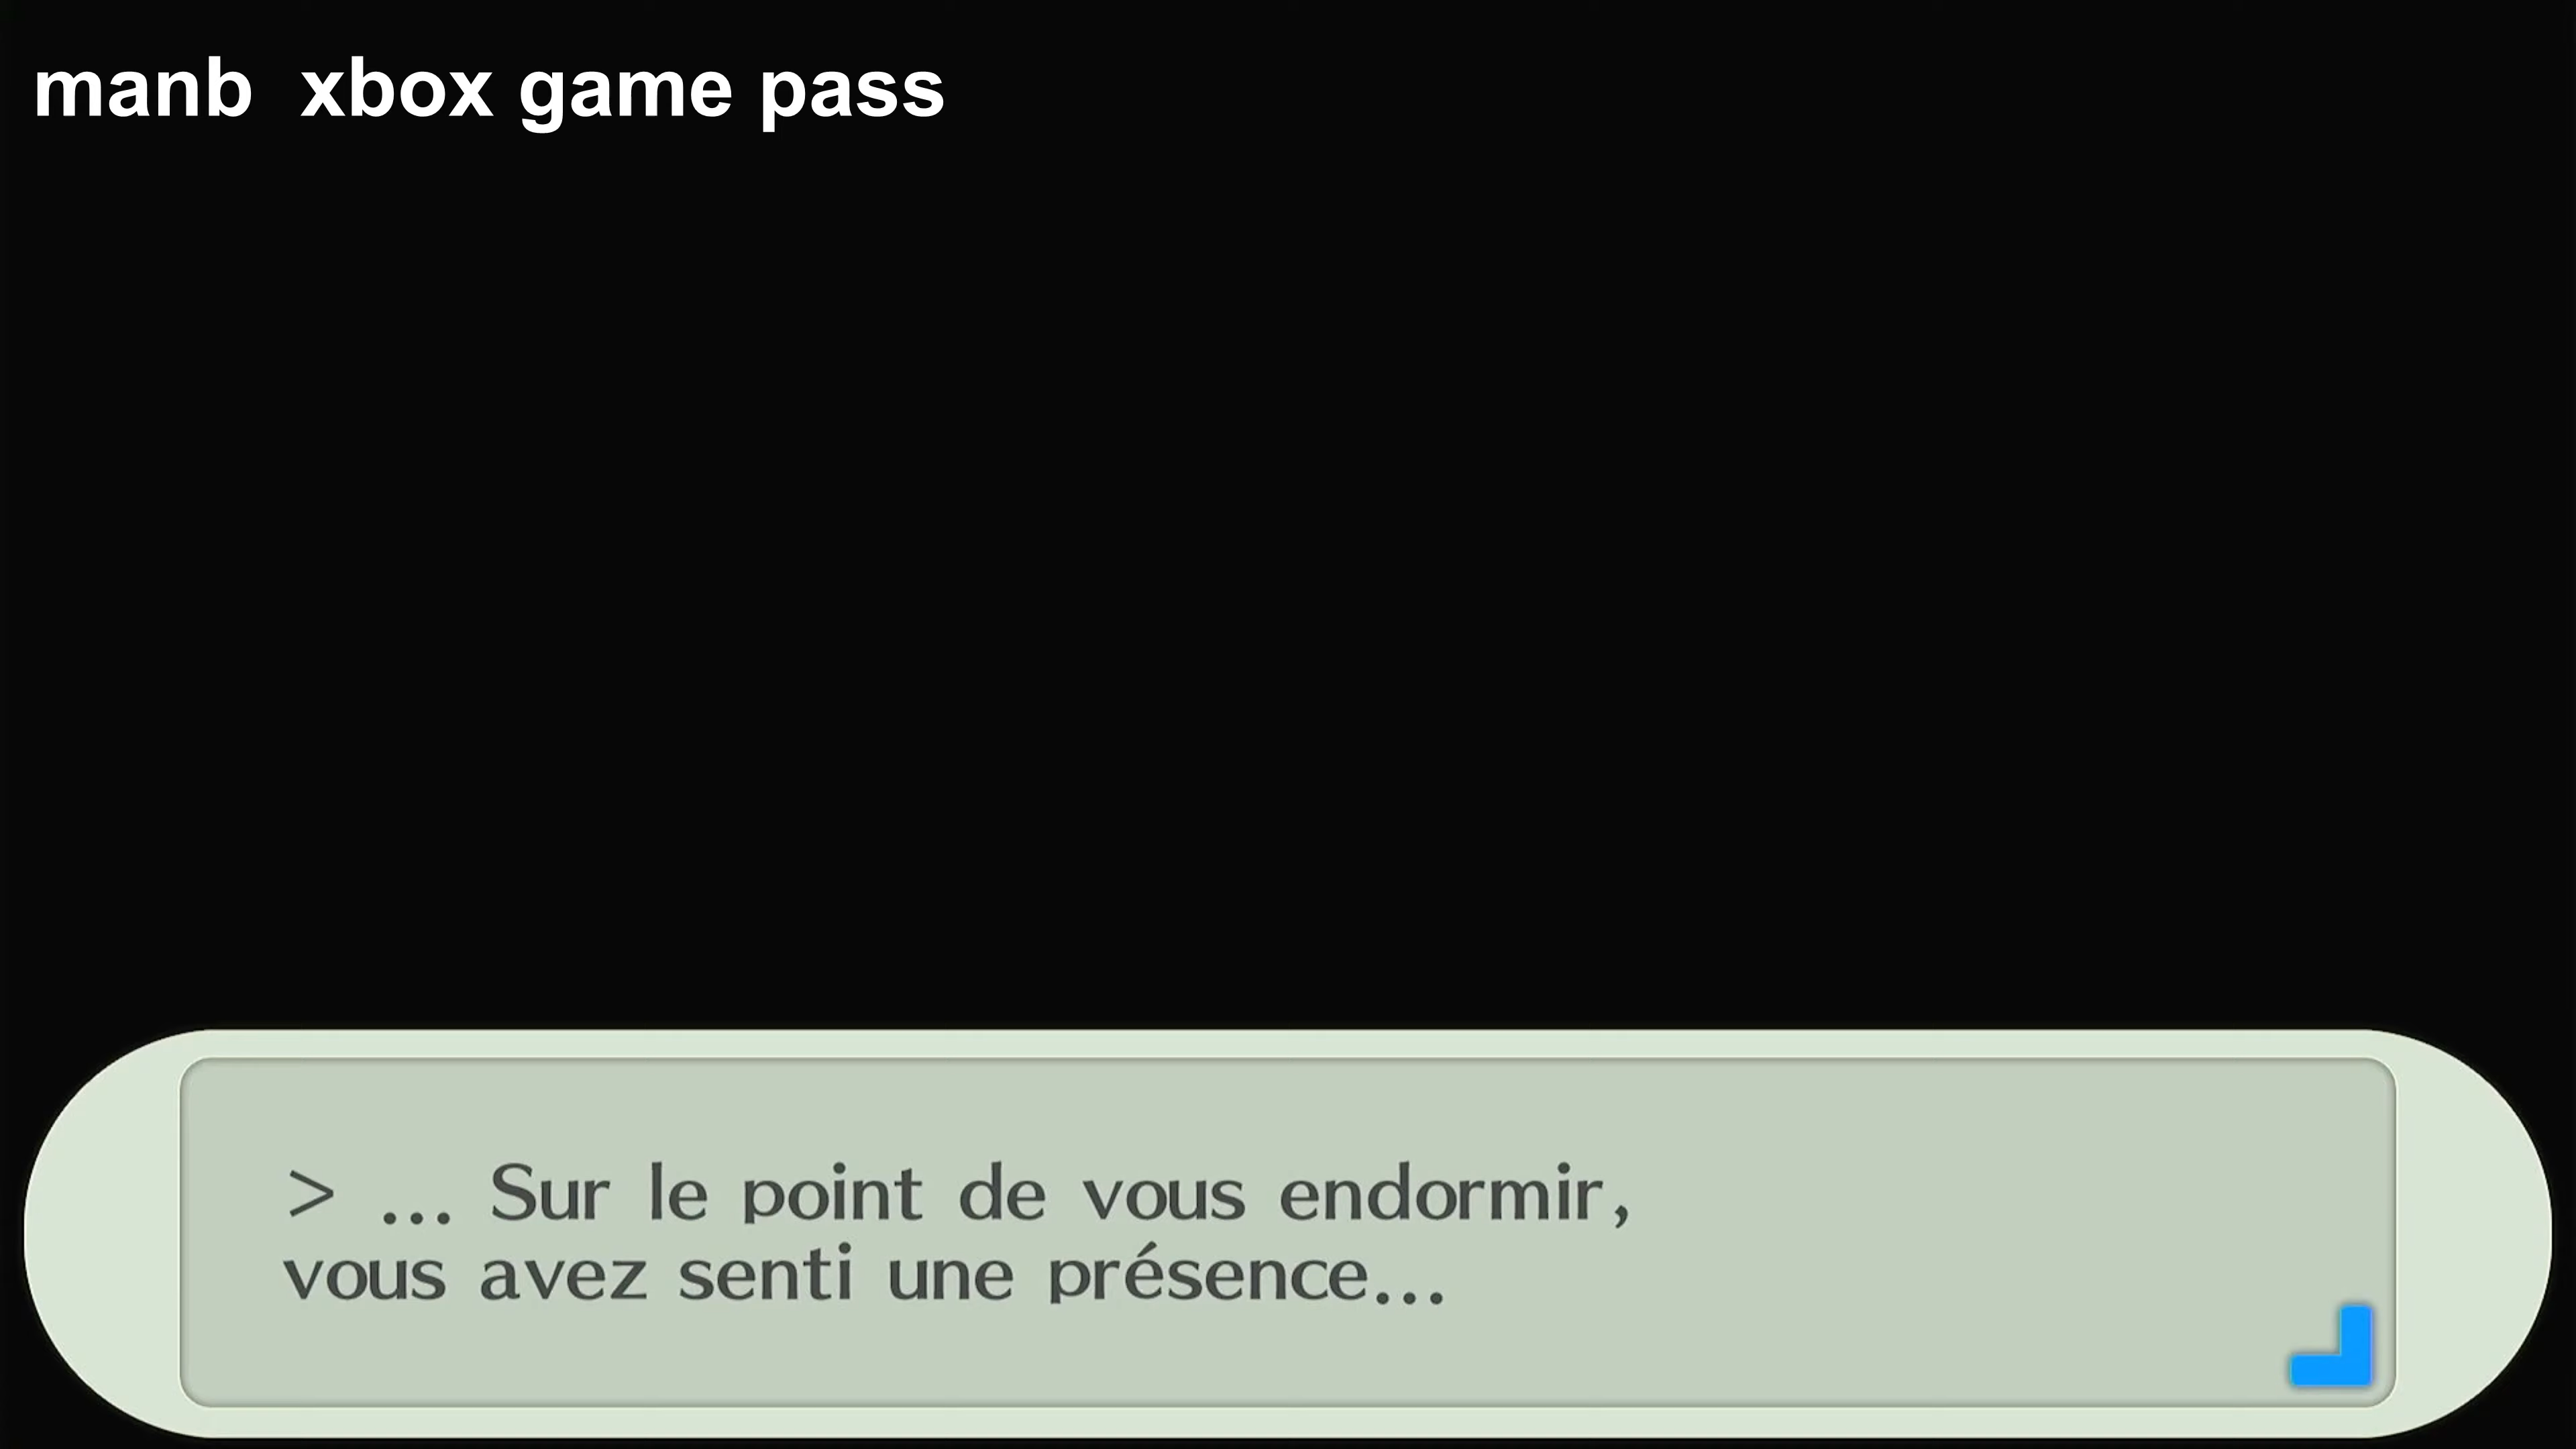 manb  xbox game pass
> ... Sur le point de vous endormir,
vous avez senti une présence...